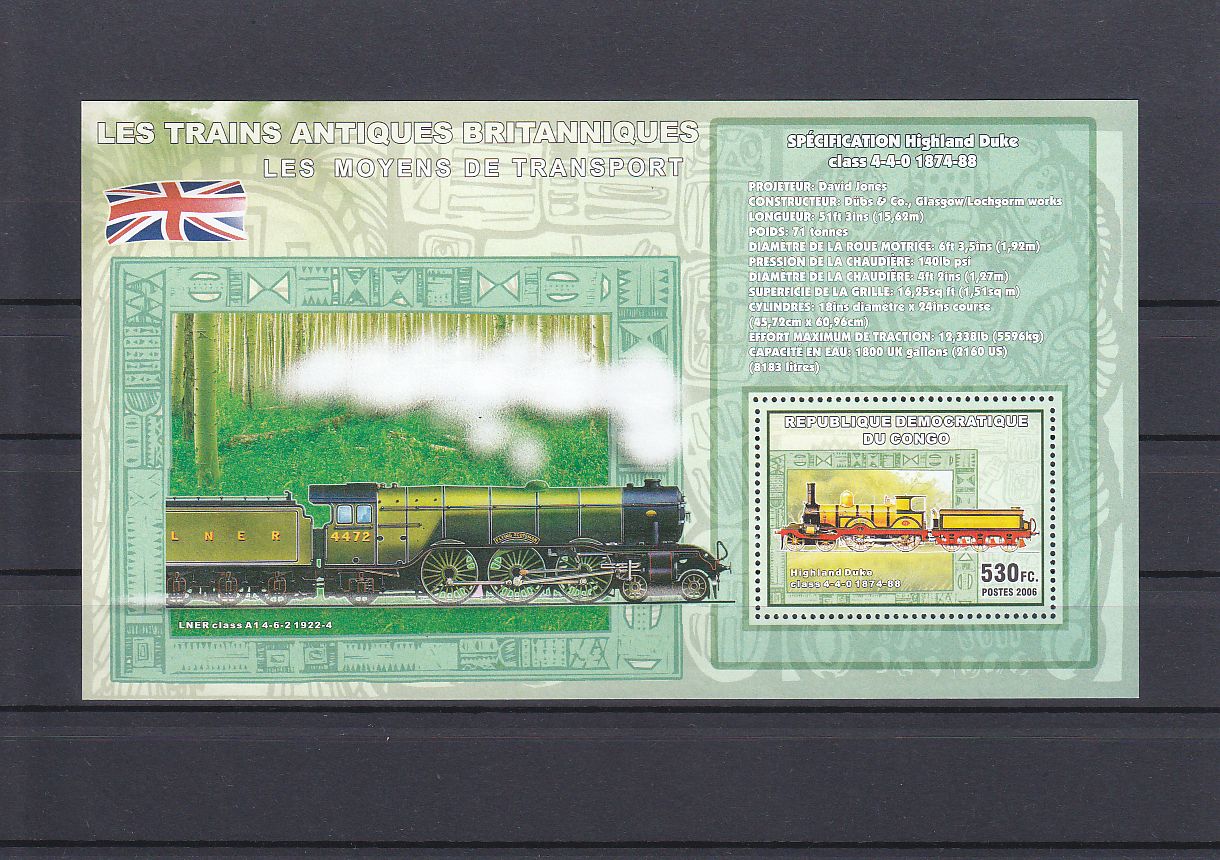 LES TRAINS ANTIQUES BRITANNIQUES
LES MOYENS DE TRANSPORT
SPÉCIFICATION Highland Duke
class 4-4-0 1874-88
PROJETEUR: David Jones
CONSTRUCTEUR: Dübs & Co., Glasgow/Lochgorm works
LONGUEUR: 51ft 3ins (15,62m)
POIDS: 71 tonnes
DIAMETRE DE LA ROUE MOTRICE: 6ft 3,5ins (1,92m)
PRESSION DE LA CHAUDIÈRE: 140lb psi
DIAMETRE DE LA CHAUDIÈRE: 4ft 2ins (1,27m)
SUPERFICIE DE LA GRILLE: 16,25sq ft (1,51sq m)
CYLINDRES: 18ins diamétre x 24ins course
(45,72cm x 60,96cm)
EFFORT MAXIMUM DE TRACTION: 12,338lb (5596kg)
CAPACITÉ EN EAU: 1800 UK gallons (2160 US)
(8183 litres)
LNER
4472
FLYING SCOTSMAN
LNER class A1 4-6-2 1922-4
REPUBLIQUE DEMOCRATIQUE
DU CONGO
Highland Duke
class 4-4-0 1874-88
530FC.
POSTES 2006